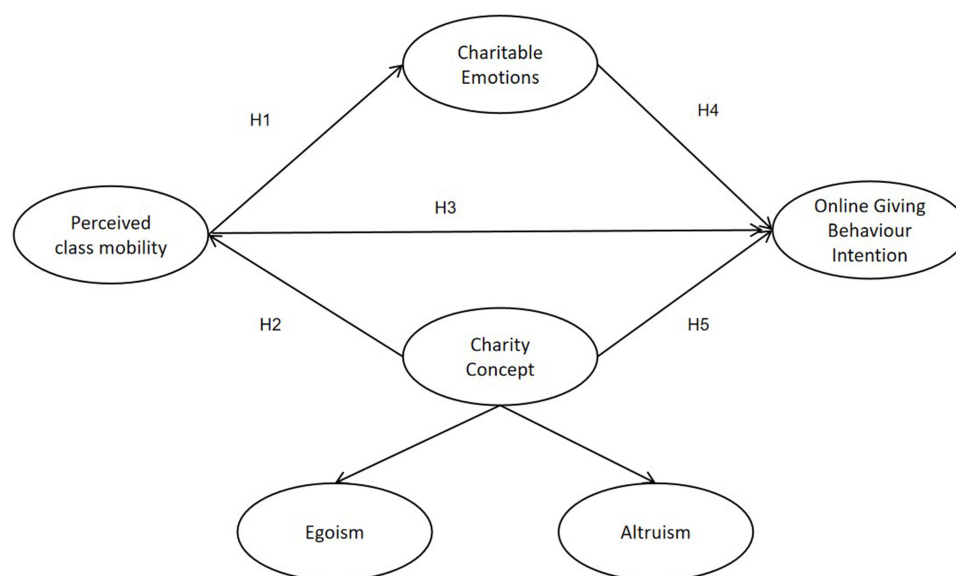 Charitable
Emotions
H1
H4
Perceived
class mobility
H3
Online Giving
Behaviour
Intention
H2
H5
Charity
Concept
Egoism
Altruism